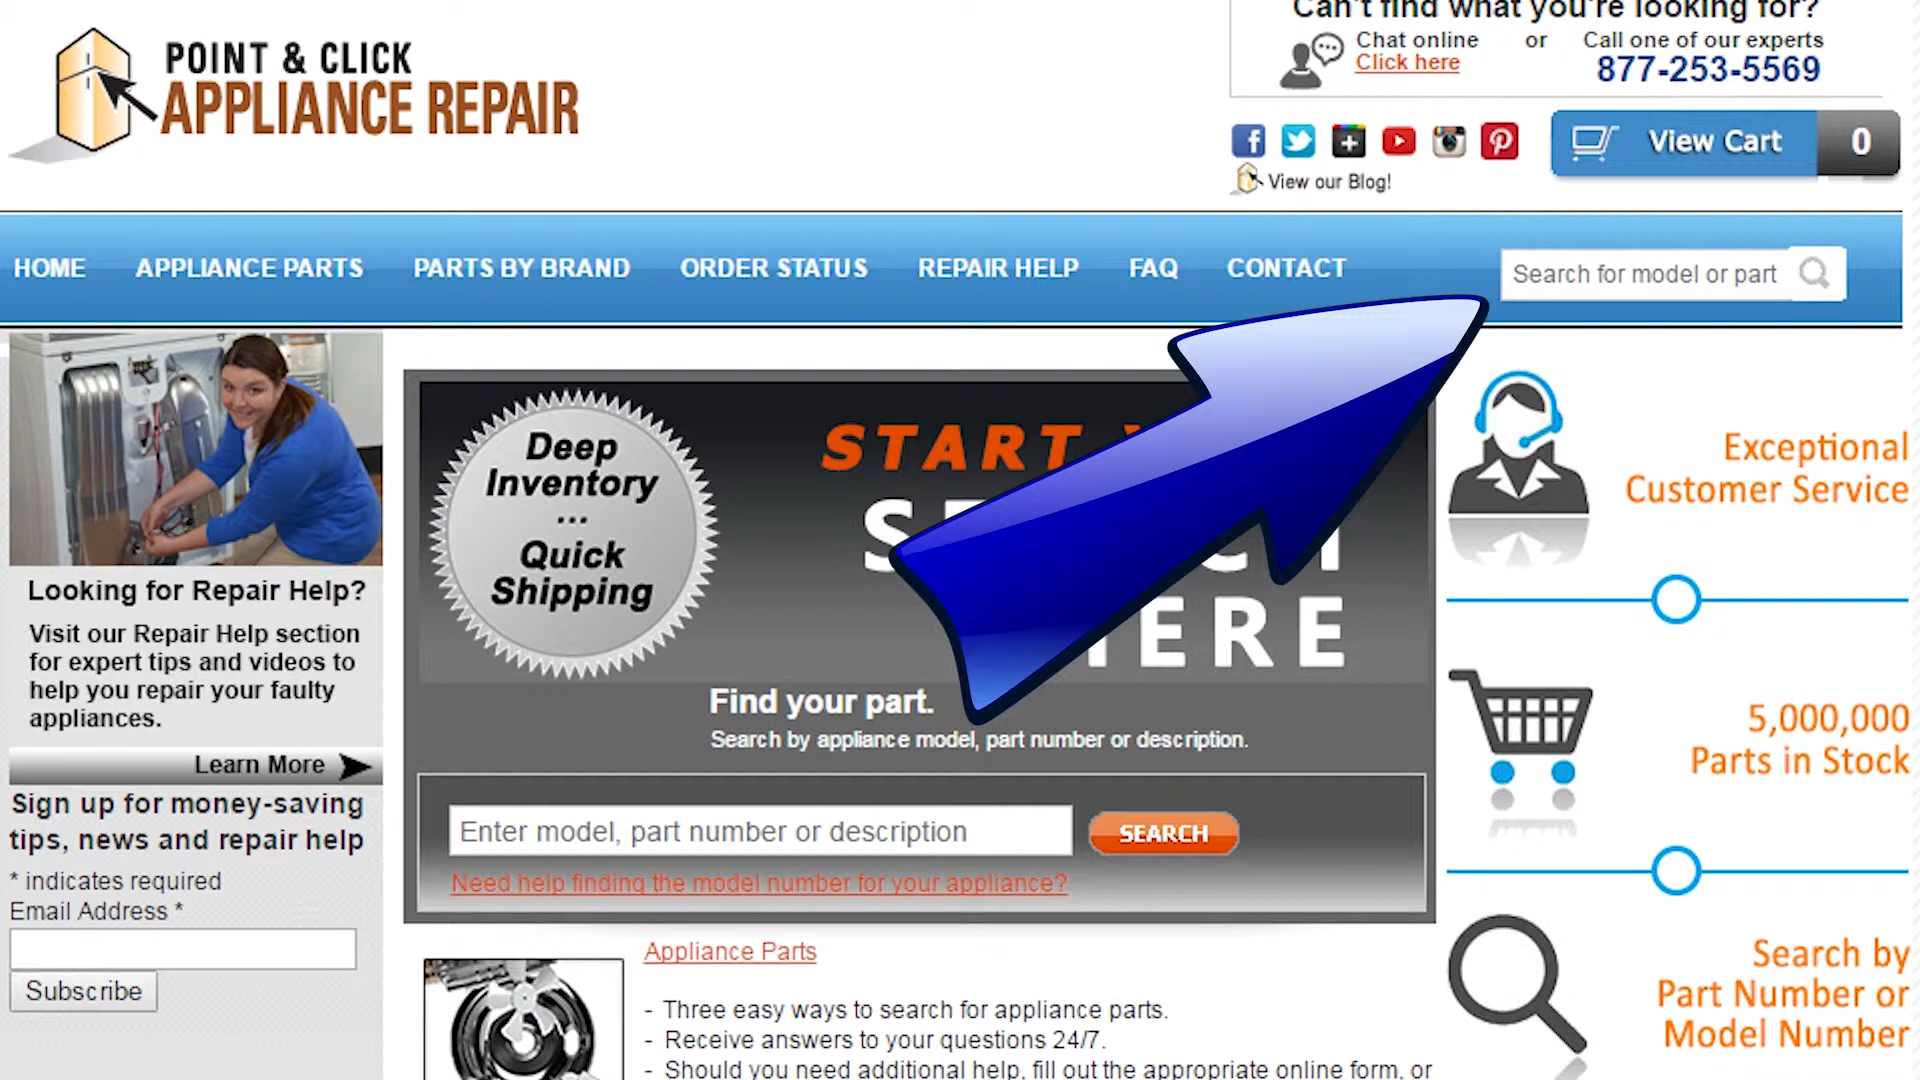 POINT & CLICK
APPLIANCE REPAIR
Can't find what you're looking for?
Chat online
Click here
or
Call one of our experts
877-253-5569
View Cart
0
View our Blog!
HOME
APPLIANCE PARTS
PARTS BY BRAND
ORDER STATUS
REPAIR HELP
FAQ
CONTACT
Search for model or part
Looking for Repair Help?
Visit our Repair Help section
for expert tips and videos to
help you repair your faulty
appliances.
Learn More
Sign up for money-saving
tips, news and repair help
* indicates required
Email Address *
Subscribe
Deep
Inventory
...
Quick
Shipping
START
Find your part.
Search by appliance model, part number or description.
Enter model, part number or description
SEARCH
Need help finding the model number for your appliance?
Appliance Parts
- Three easy ways to search for appliance parts.
- Receive answers to your questions 24/7.
- Should you need additional help, fill out the appropriate online form, or
Exceptional
Customer Service
5,000,000
Parts in Stock
Search by
Part Number or
Model Number